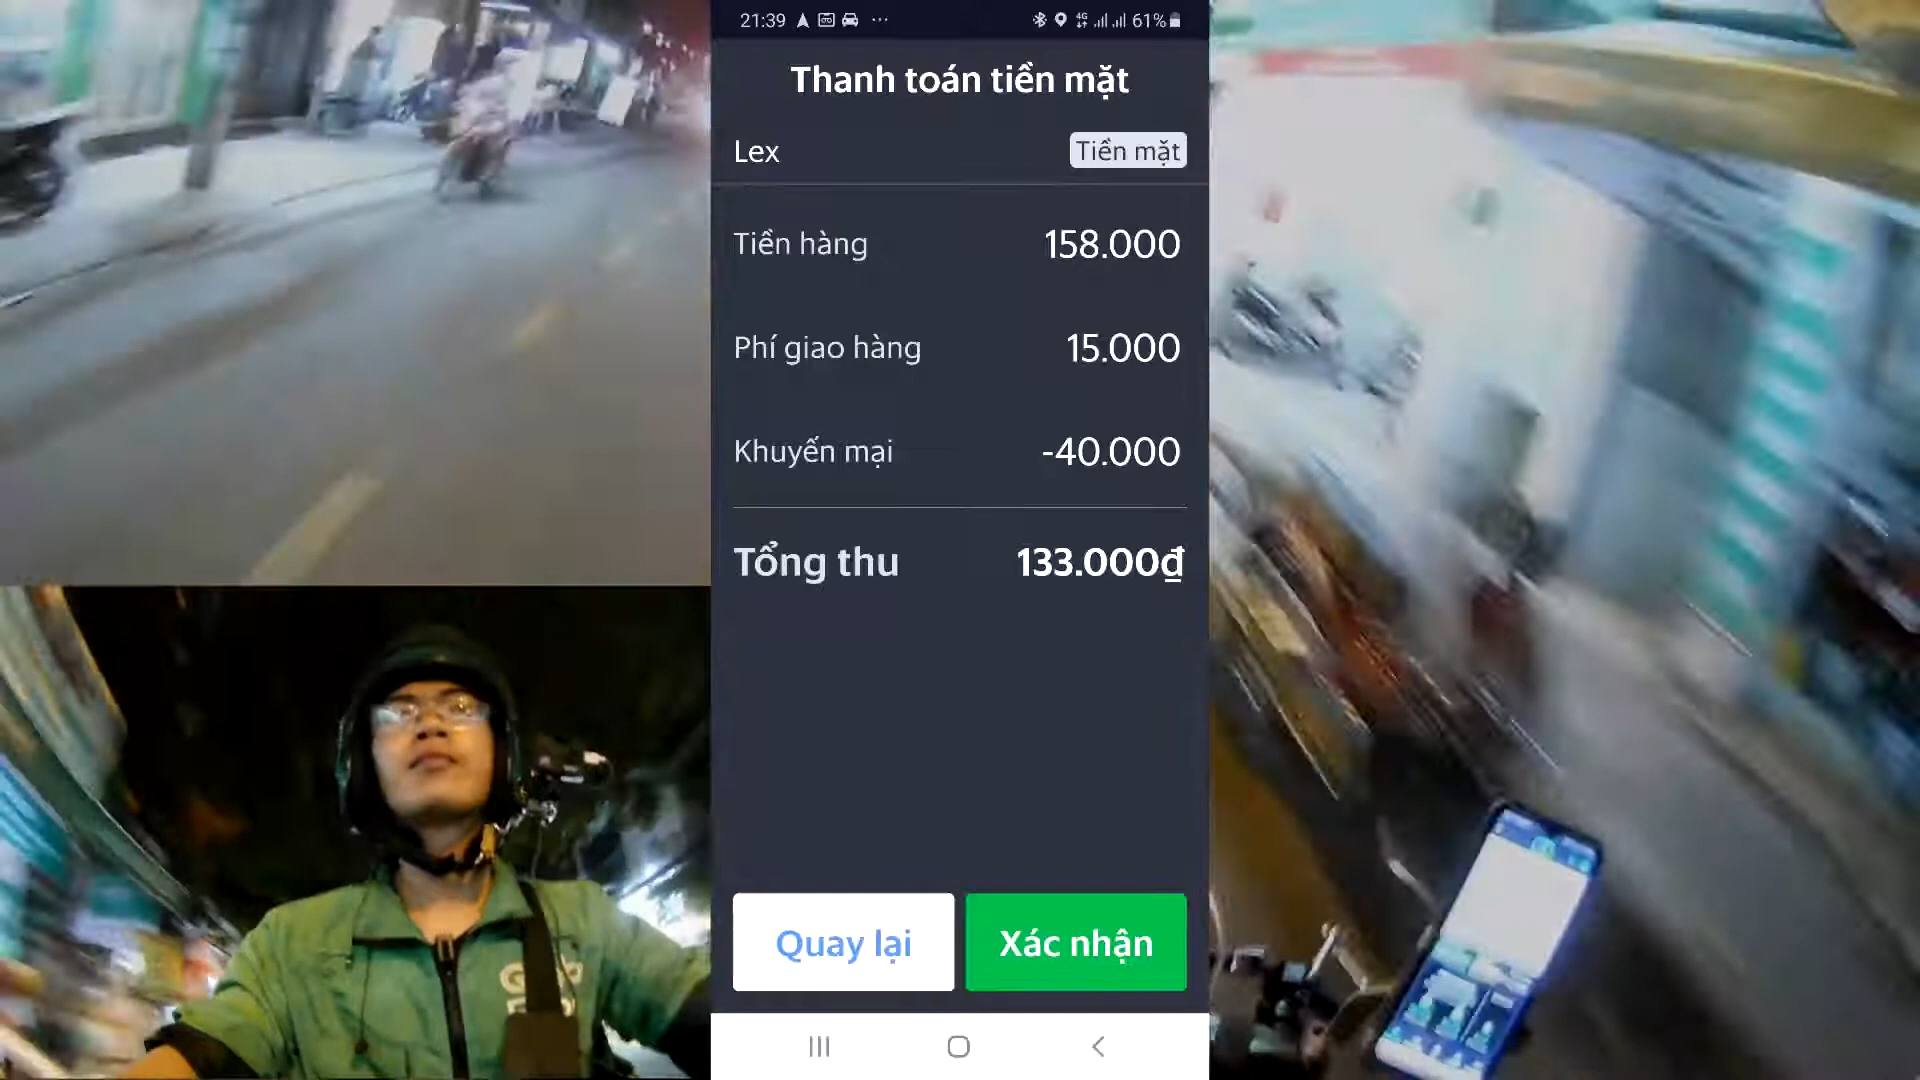 21:39
4G 61%
Thanh toán tiền mặt
Lex Tiền mặt
Tiền hàng 158.000
Phí giao hàng 15.000
Khuyến mại -40.000
Tổng thu 133.000₫
Quay lại Xác nhận